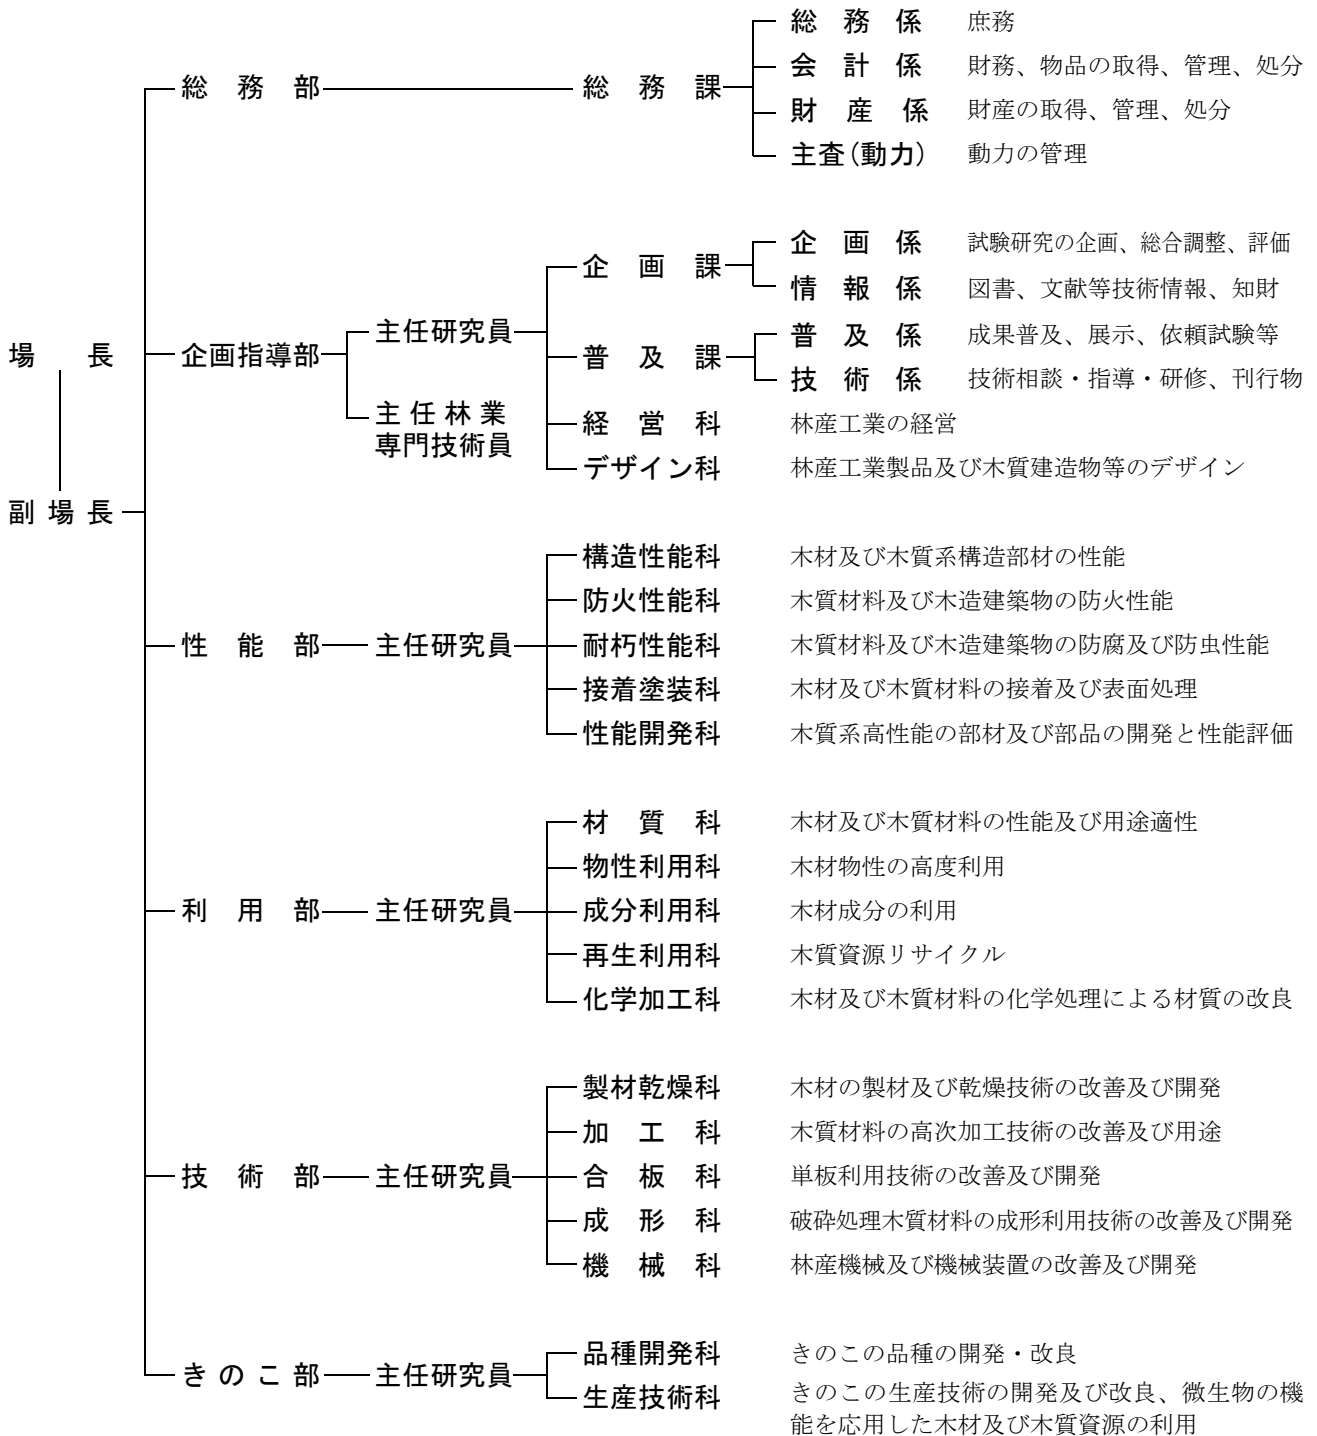 総務係 庶務
会計係 財務、物品の取得、管理、処分
総務部 総務課
財産係 財産の取得、管理、処分
主査(動力) 動力の管理
企画係 試験研究の企画、総合調整、評価
企画課
情報係 図書、文献等技術情報、知財
主任研究員
普及係 成果普及、展示、依頼試験等
場長 企画指導部 普及課
技術係 技術相談・指導・研修、刊行物
主任林業
専門技術員
経営科 林産工業の経営
デザイン科 林産工業製品及び木質建造物等のデザイン
副場長
構造性能科 木材及び木質系構造部材の性能
防火性能科 木質材料及び木造建築物の防火性能
性能部 主任研究員 耐朽性能科 木質材料及び木造建築物の防腐及び防虫性能
接着塗装科 木材及び木質材料の接着及び表面処理
性能開発科 木質系高性能の部材及び部品の開発と性能評価
材質科 木材及び木質材料の性能及び用途適性
物性利用科 木材物性の高度利用
利用部 主任研究員 成分利用科 木材成分の利用
再生利用科 木質資源リサイクル
化学加工科 木材及び木質材料の化学処理による材質の改良
製材乾燥科 木材の製材及び乾燥技術の改善及び開発
加工科 木質材料の高次加工技術の改善及び用途
技術部 主任研究員 合板科 単板利用技術の改善及び開発
成形科 破砕処理木質材料の成形利用技術の改善及び開発
機械科 林産機械及び機械装置の改善及び開発
品種開発科 きのこの品種の開発・改良
きのこ部 主任研究員
生産技術科 きのこの生産技術の開発及び改良、微生物の機
能を応用した木材及び木質資源の利用